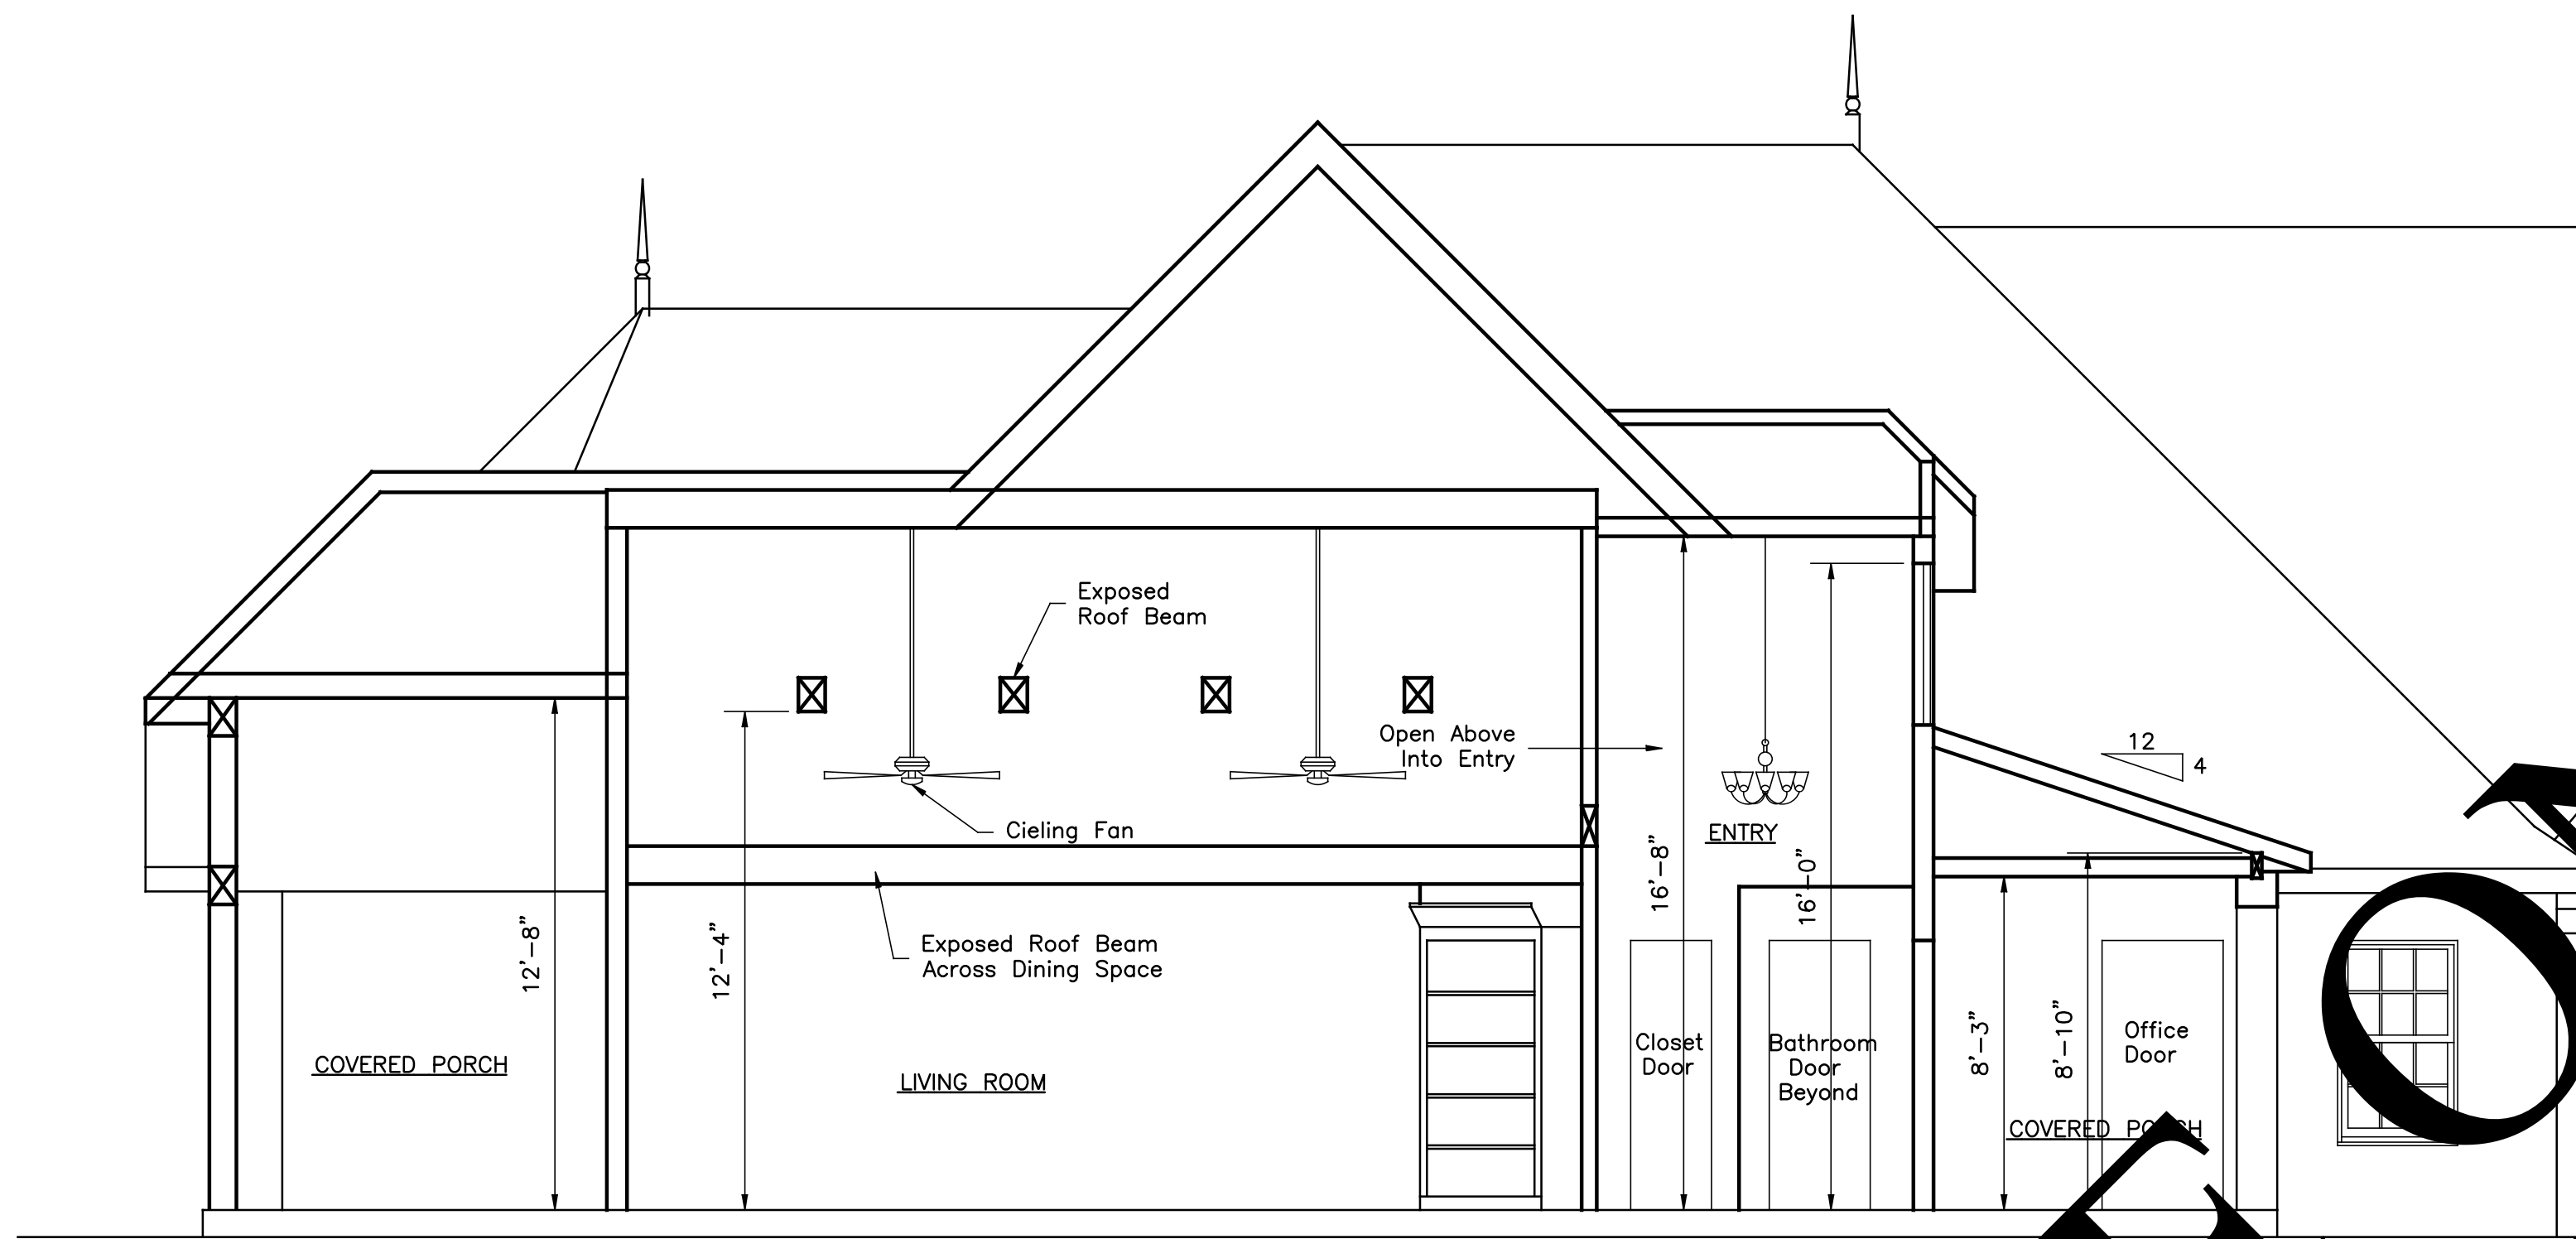 Exposed
Roof Beam
Open Above
Into Entry
12
4
Cieling Fan
ENTRY
16'-8"
16'-0"
12'-8"
12'-4"
Exposed Roof Beam
Across Dining Space
8'-3"
8'-10"
Office
Door
Closet
Door
Bathroom
Door
Beyond
COVERED PORCH
LIVING ROOM
COVERED PORCH